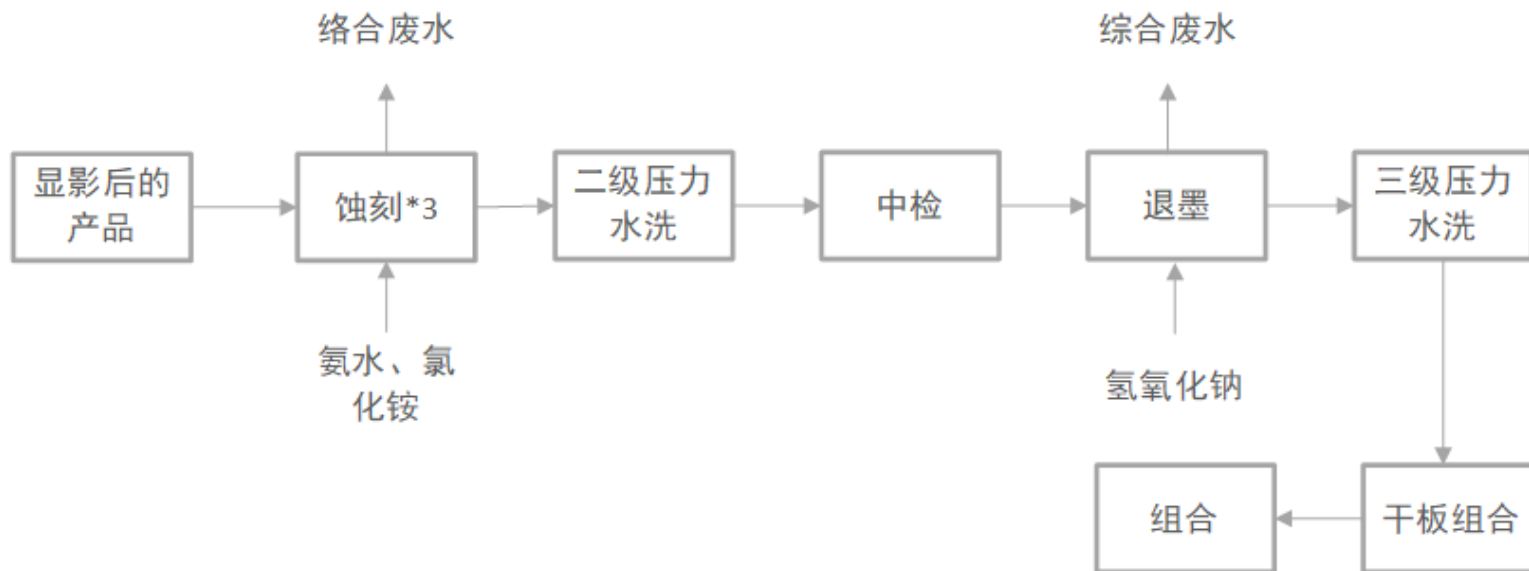 络合废水
综合废水
显影后的
产品
蚀刻*3
二级压力
水洗
中检
退墨
三级压力
水洗
氨水、氯
化铵
氢氧化钠
组合
干板组合